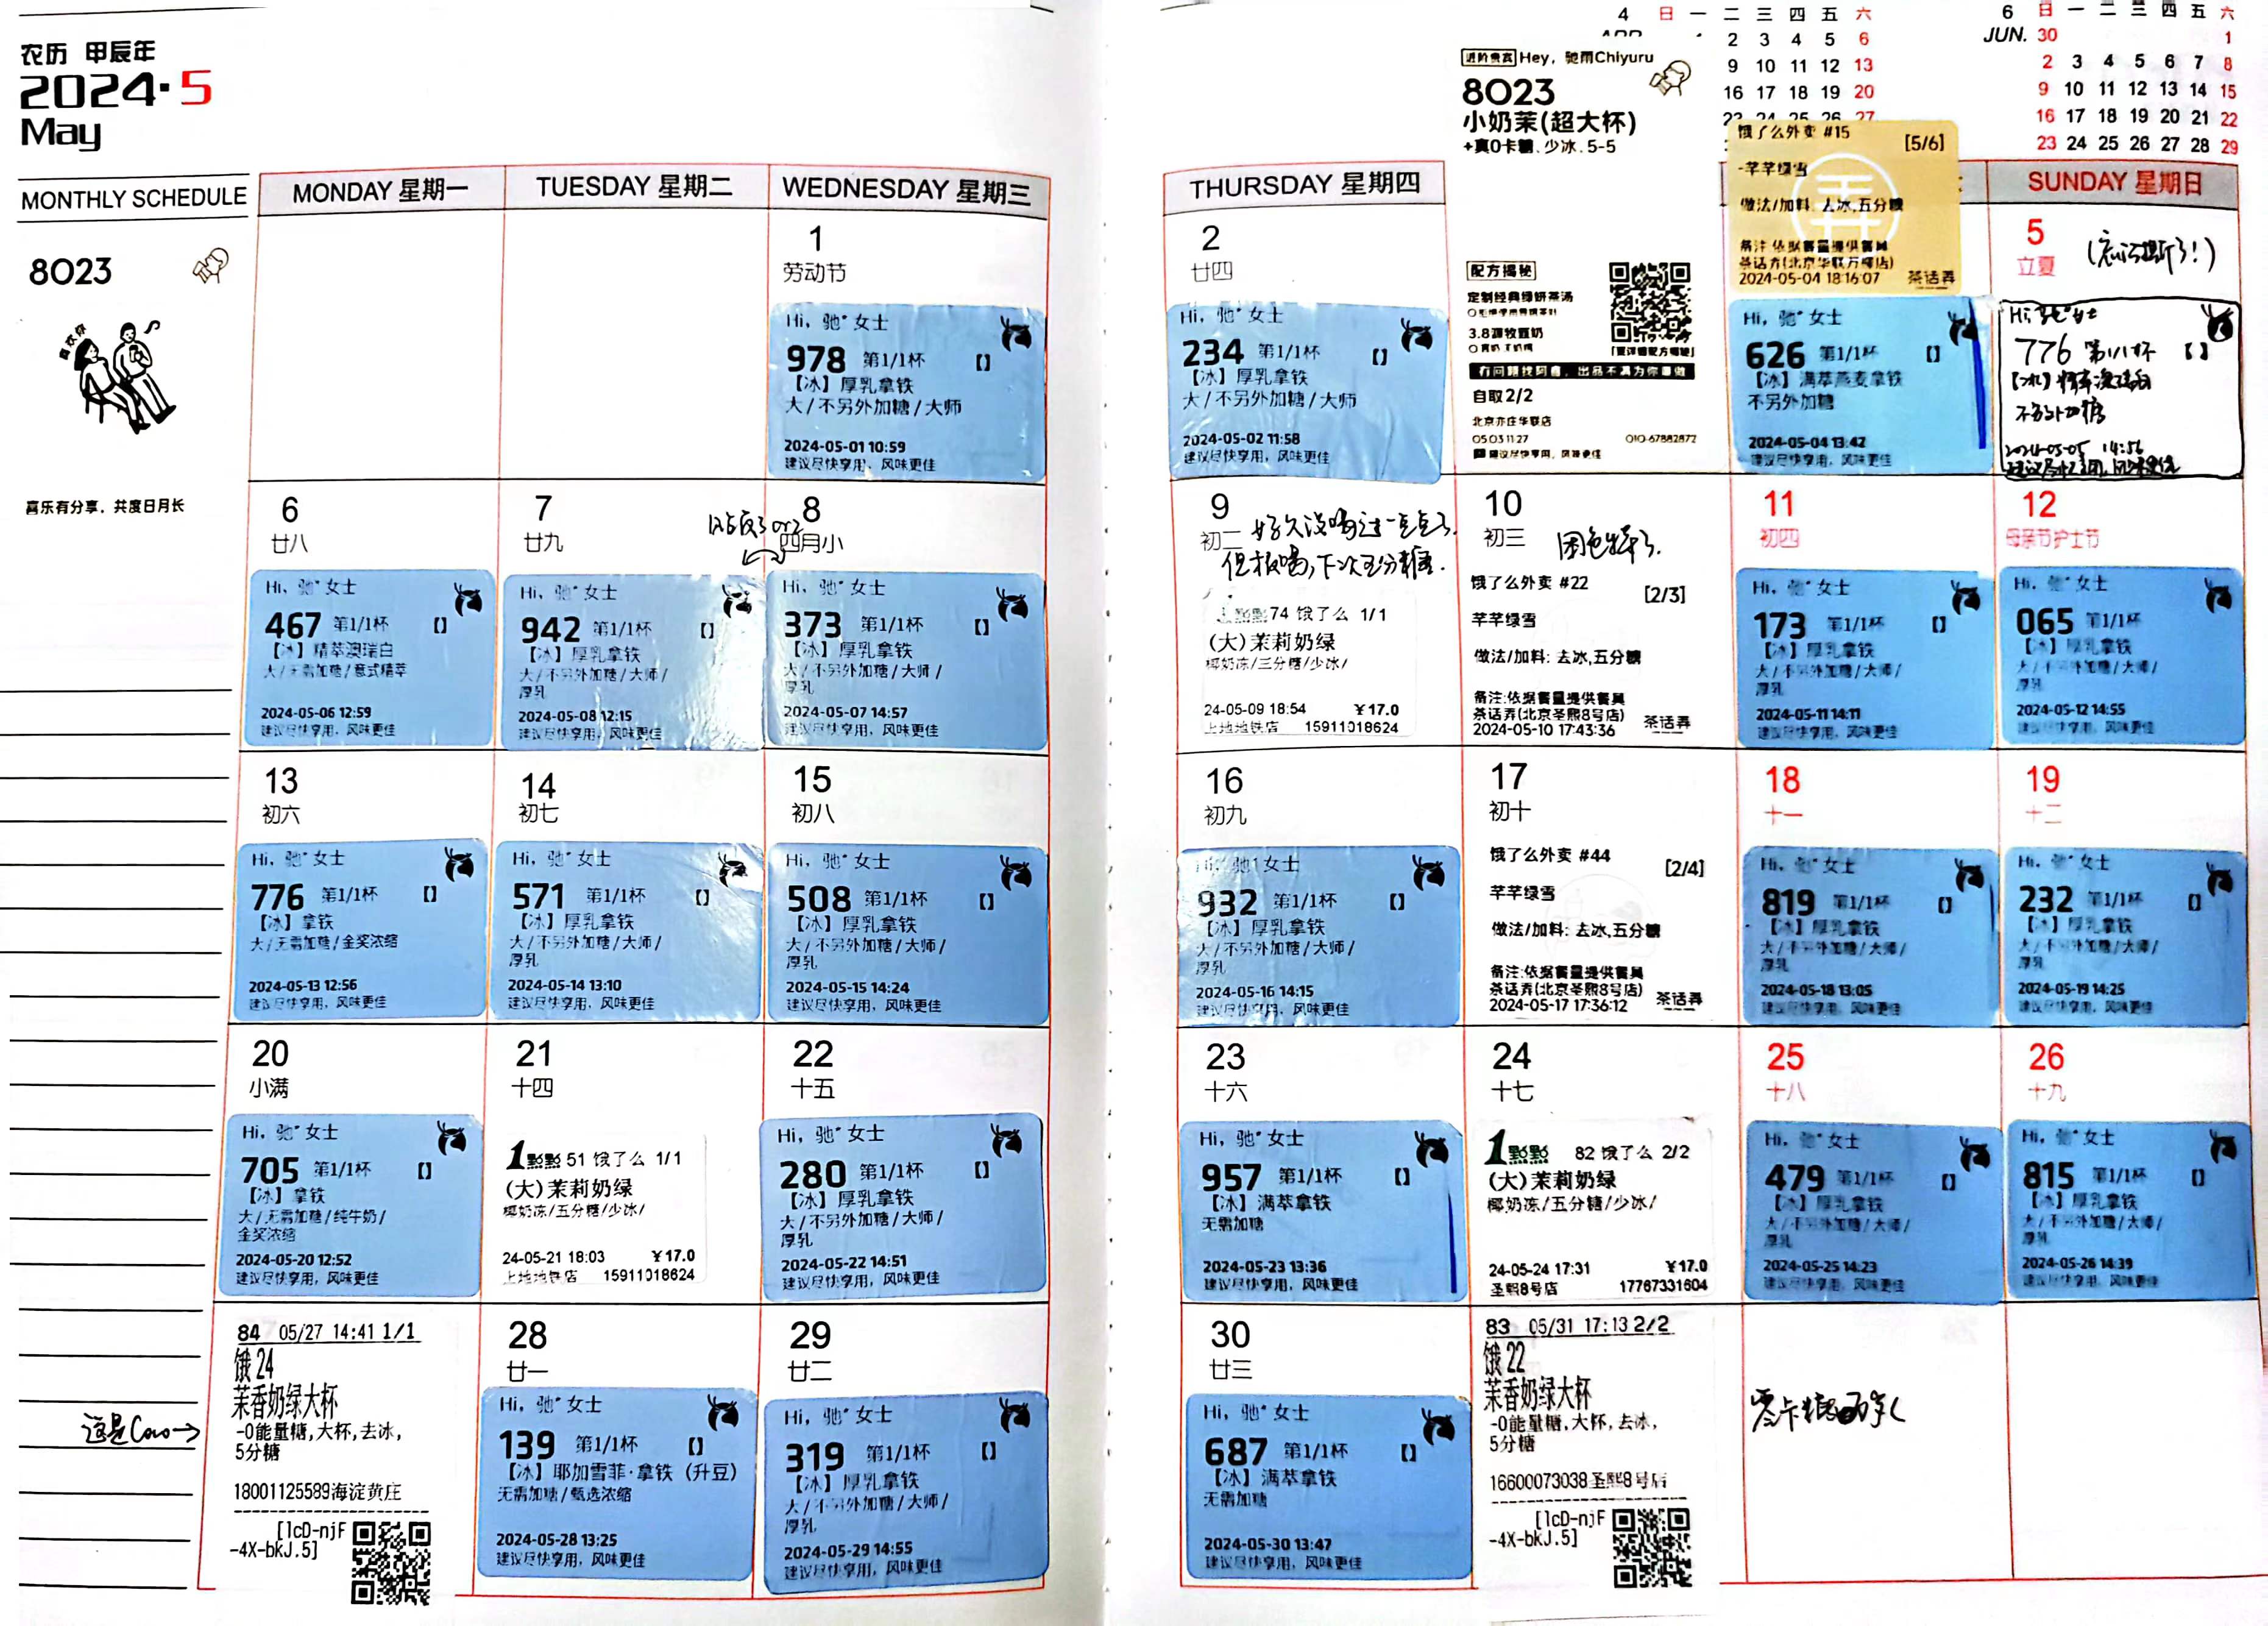 农历 甲辰年
2024·5
May
MONTHLY SCHEDULE
8023
喜欢你
喜乐有分享，共度日月长
4 日 一 二 三 四 五 六
2 3 4 5 6
9 10 11 12 13
16 17 18 19 20
23 24 25 26 27
6 日 一 二 三 四 五 六
JUN. 30 1
2 3 4 5 6 7 8
9 10 11 12 13 14 15
16 17 18 19 20 21 22
23 24 25 26 27 28 29
MONDAY 星期一
TUESDAY 星期二
WEDNESDAY 星期三
THURSDAY 星期四
SUNDAY 星期日
1
劳动节
Hi，驰*女士
978 第1/1杯 【】
【冰】厚乳拿铁
大/不另外加糖/大师
2024-05-01 10:59
建议尽快享用，风味更佳
2
廿四
Hi，驰*女士
234 第1/1杯 【】
【冰】厚乳拿铁
大/不另外加糖/大师
2024-05-02 11:58
建议尽快享用，风味更佳
进阶贵宾 Hey，驰雨Chiyuru
8023
小奶茉(超大杯)
+真0卡糖.少冰.5-5
配方揭秘
定制经典绿妍茶汤
3.8源牧甄奶
自取2/2
北京亦庄华联店
05 03 11:27 010-67882872
建议尽快享用，风味更佳
饿了么外卖 #15 [5/6]
-芊芊绿雪
做法/加料: 去冰,五分糖
备注:依据餐量提供餐具
茶话弄(北京华联万柳店)
2024-05-04 18:16:07 茶话弄
Hi，驰*女士
626 第1/1杯 【】
【冰】满萃燕麦拿铁
不另外加糖
2024-05-04 13:42
建议尽快享用，风味更佳
5
立夏
(忘记撕了！)
Hi，驰*女士
776 第1/1杯 【】
【冰】精萃澳瑞白
不另外加糖
2024-05-05 14:56
建议尽快享用，风味更佳
6
廿八
Hi，驰*女士
467 第1/1杯 【】
【冰】精萃澳瑞白
大/无需加糖/意式精萃
2024-05-06 12:59
建议尽快享用，风味更佳
7
廿九
Hi，驰*女士
942 第1/1杯 【】
【冰】厚乳拿铁
大/不另外加糖/大师/
厚乳
2024-05-08 12:15
建议尽快享用，风味更佳
贴反了orz
8
四月小
Hi，驰*女士
373 第1/1杯 【】
【冰】厚乳拿铁
大/不另外加糖/大师/
厚乳
2024-05-07 14:57
建议尽快享用，风味更佳
9
初二
好久没喝过一点点了，
但板喝，下次五分糖.
點點 74 饿了么 1/1
(大)茉莉奶绿
椰奶冻/三分糖/少冰/
24-05-09 18:54 ￥17.0
上地地铁店 15911018624
10
初三
困色辣了.
饿了么外卖 #22 [2/3]
芊芊绿雪
做法/加料: 去冰,五分糖
备注:依据餐量提供餐具
茶话弄(北京圣熙8号店)
2024-05-10 17:43:36 茶话弄
11
初四
Hi，驰*女士
173 第1/1杯 【】
【冰】厚乳拿铁
大/不另外加糖/大师/
厚乳
2024-05-11 14:11
建议尽快享用，风味更佳
12
母亲节护士节
Hi，驰*女士
065 第1/1杯 【】
【冰】厚乳拿铁
大/不另外加糖/大师/
厚乳
2024-05-12 14:55
建议尽快享用，风味更佳
13
初六
Hi，驰*女士
776 第1/1杯 【】
【冰】拿铁
大/无需加糖/金奖浓缩
2024-05-13 12:56
建议尽快享用，风味更佳
14
初七
Hi，驰*女士
571 第1/1杯 【】
【冰】厚乳拿铁
大/不另外加糖/大师/
厚乳
2024-05-14 13:10
建议尽快享用，风味更佳
15
初八
Hi，驰*女士
508 第1/1杯 【】
【冰】厚乳拿铁
大/不另外加糖/大师/
厚乳
2024-05-15 14:24
建议尽快享用，风味更佳
16
初九
Hi，驰*女士
932 第1/1杯 【】
【冰】厚乳拿铁
大/不另外加糖/大师/
厚乳
2024-05-16 14:15
建议尽快享用，风味更佳
17
初十
饿了么外卖 #44 [2/4]
芊芊绿雪
做法/加料: 去冰,五分糖
备注:依据餐量提供餐具
茶话弄(北京圣熙8号店)
2024-05-17 17:36:12 茶话弄
18
十一
Hi，驰*女士
819 第1/1杯 【】
【冰】厚乳拿铁
大/不另外加糖/大师/
厚乳
2024-05-18 13:05
建议尽快享用，风味更佳
19
十二
Hi，驰*女士
232 第1/1杯 【】
【冰】厚乳拿铁
大/不另外加糖/大师/
厚乳
2024-05-19 14:25
建议尽快享用，风味更佳
20
小满
Hi，驰*女士
705 第1/1杯 【】
【冰】拿铁
大/无需加糖/纯牛奶/
金奖浓缩
2024-05-20 12:52
建议尽快享用，风味更佳
21
十四
1點點 51 饿了么 1/1
(大)茉莉奶绿
椰奶冻/五分糖/少冰/
24-05-21 18:03 ￥17.0
上地地铁店 15911018624
22
十五
Hi，驰*女士
280 第1/1杯 【】
【冰】厚乳拿铁
大/不另外加糖/大师/
厚乳
2024-05-22 14:51
建议尽快享用，风味更佳
23
十六
Hi，驰*女士
957 第1/1杯 【】
【冰】满萃拿铁
无需加糖
2024-05-23 13:36
建议尽快享用，风味更佳
24
十七
1點點 82 饿了么 2/2
(大)茉莉奶绿
椰奶冻/五分糖/少冰/
24-05-24 17:31 ￥17.0
圣熙8号店 17767331604
25
十八
Hi，驰*女士
479 第1/1杯 【】
【冰】厚乳拿铁
大/不另外加糖/大师/
厚乳
2024-05-25 14:23
建议尽快享用，风味更佳
26
十九
Hi，驰*女士
815 第1/1杯 【】
【冰】厚乳拿铁
大/不另外加糖/大师/
厚乳
2024-05-26 14:39
建议尽快享用，风味更佳
这是Coco→
84 05/27 14:41 1/1
饿24
茉香奶绿大杯
-0能量糖,大杯,去冰,
5分糖
18001125589海淀黄庄
[1cD-njF
-4X-bkJ.5]
28
廿一
Hi，驰*女士
139 第1/1杯 【】
【冰】耶加雪菲·拿铁（升豆）
无需加糖/甄选浓缩
2024-05-28 13:25
建议尽快享用，风味更佳
29
廿二
Hi，驰*女士
319 第1/1杯 【】
【冰】厚乳拿铁
大/不另外加糖/大师/
厚乳
2024-05-29 14:55
建议尽快享用，风味更佳
30
廿三
Hi，驰*女士
687 第1/1杯 【】
【冰】满萃拿铁
无需加糖
2024-05-30 13:47
建议尽快享用，风味更佳
83 05/31 17:13 2/2
饿22
茉香奶绿大杯
-0能量糖,大杯,去冰,
5分糖
16600073038圣熙8号店
[1cD-njF
-4X-bkJ.5]
零卡糖